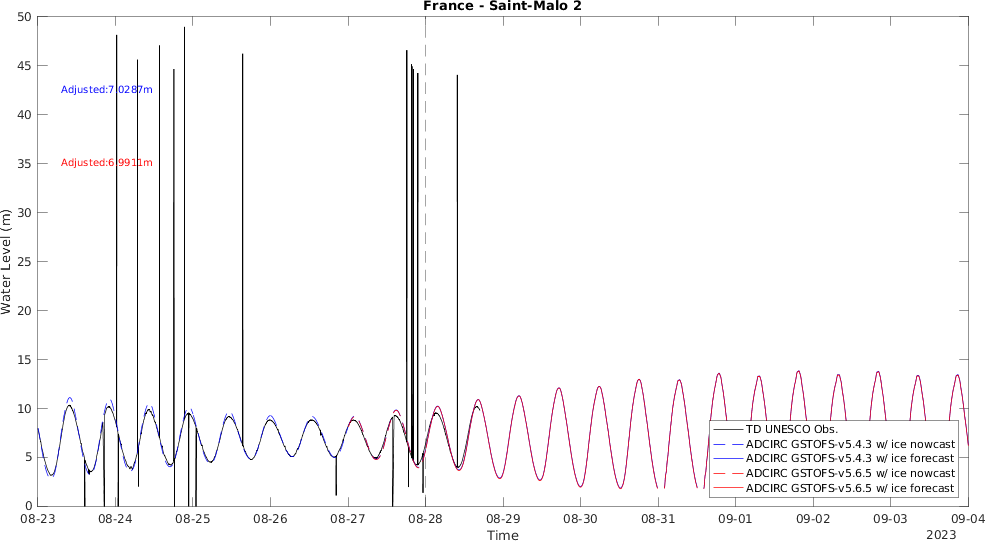 France - Saint-Malo 2
50
45
40
35
30
25
20
15
10
5
0
Water Level (m)
Adjusted:7.0287m
Adjusted:6.9911m
TD UNESCO Obs.
ADCIRC GSTOFS-v5.4.3 w/ ice nowcast
ADCIRC GSTOFS-v5.4.3 w/ ice forecast
ADCIRC GSTOFS-v5.6.5 w/ ice nowcast
ADCIRC GSTOFS-v5.6.5 w/ ice forecast
08-23 08-24 08-25 08-26 08-27 08-28 08-29 08-30 08-31 09-01 09-02 09-03 09-04
Time
2023